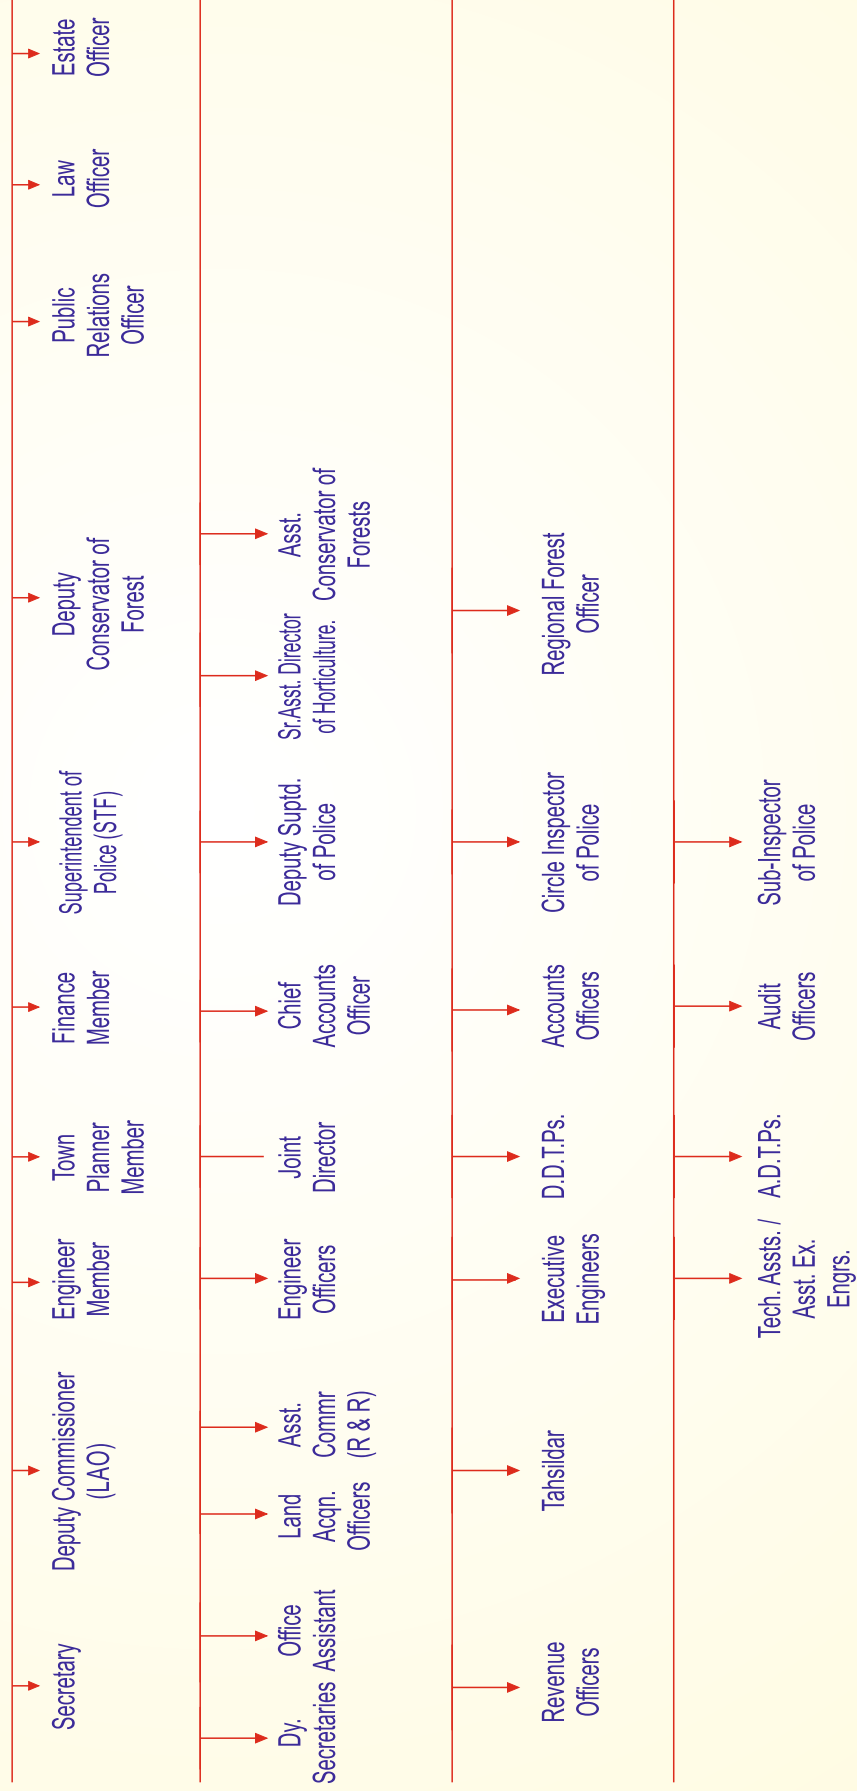 Secretary
Deputy Commissioner
(LAO)
Engineer
Member
Town
Planner
Member
Finance
Member
Superintendent of
Police (STF)
Deputy
Conservator of
Forest
Public
Relations
Officer
Law
Officer
Estate
Officer
Dy.
Secretaries
Office
Assistant
Land
Acqn.
Officers
Asst.
Commr
(R & R)
Engineer
Officers
Joint
Director
Chief
Accounts
Officer
Deputy Suptd.
of Police
Sr.Asst. Director
of Horticulture.
Asst.
Conservator of
Forests
Revenue
Officers
Tahsildar
Executive
Engineers
D.D.T.Ps.
Accounts
Officers
Circle Inspector
of Police
Regional Forest
Officer
Tech. Assts. /
Asst. Ex.
Engrs.
A.D.T.Ps.
Audit
Officers
Sub-Inspector
of Police